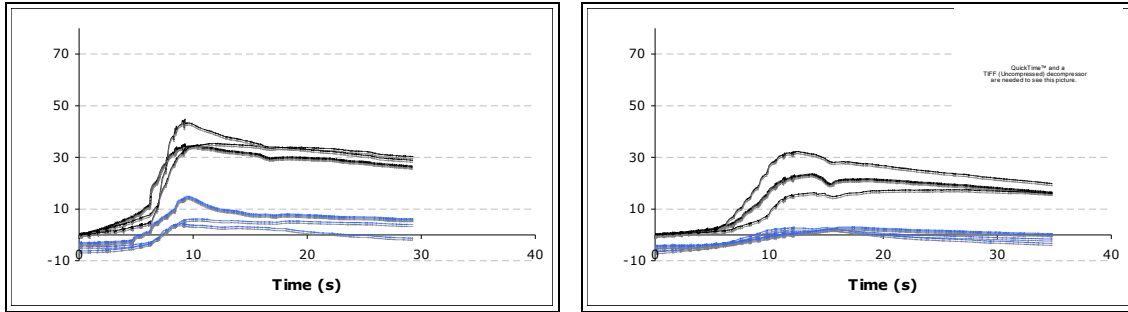 70
50
30
10
-10
0 10 20 30 40
Time (s)
70
50
30
10
-10
QuickTime™ and a
TIFF (Uncompressed) decompressor
are needed to see this picture.
0 10 20 30 40
Time (s)